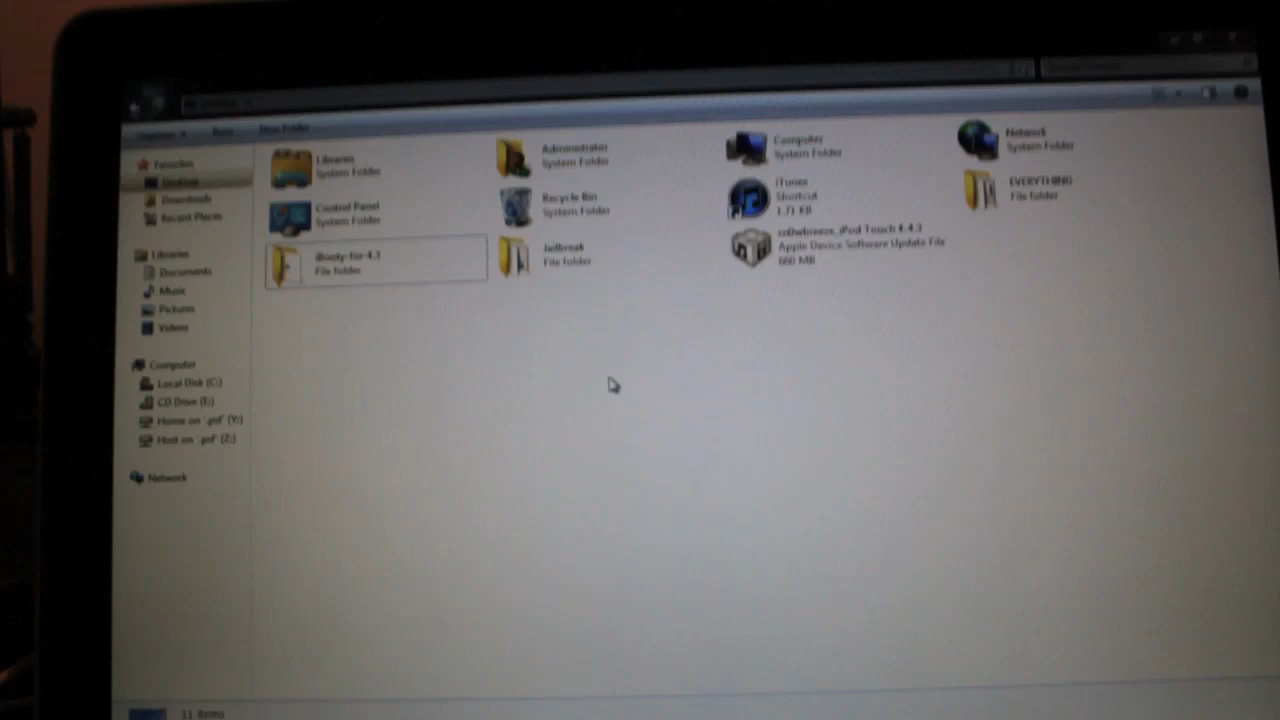 Organize
New Folder
Favorites
Desktop
Downloads
Recent Places
Libraries
Documents
Music
Pictures
Videos
Computer
Local Disk (C:)
CD Drive (E:)
Home on '.psf' (Y:)
Host on '.psf' (Z:)
Network
Libraries
System Folder
Administrator
System Folder
Computer
System Folder
Network
System Folder
Control Panel
System Folder
Recycle Bin
System Folder
iTunes
Shortcut
1.71 KB
EVERYTHING
File folder
iBooty-for-4.3
File folder
Jailbreak
File folder
sn0wbreeze_iPod Touch 4-4.3
Apple Device Software Update File
660 MB
11 items